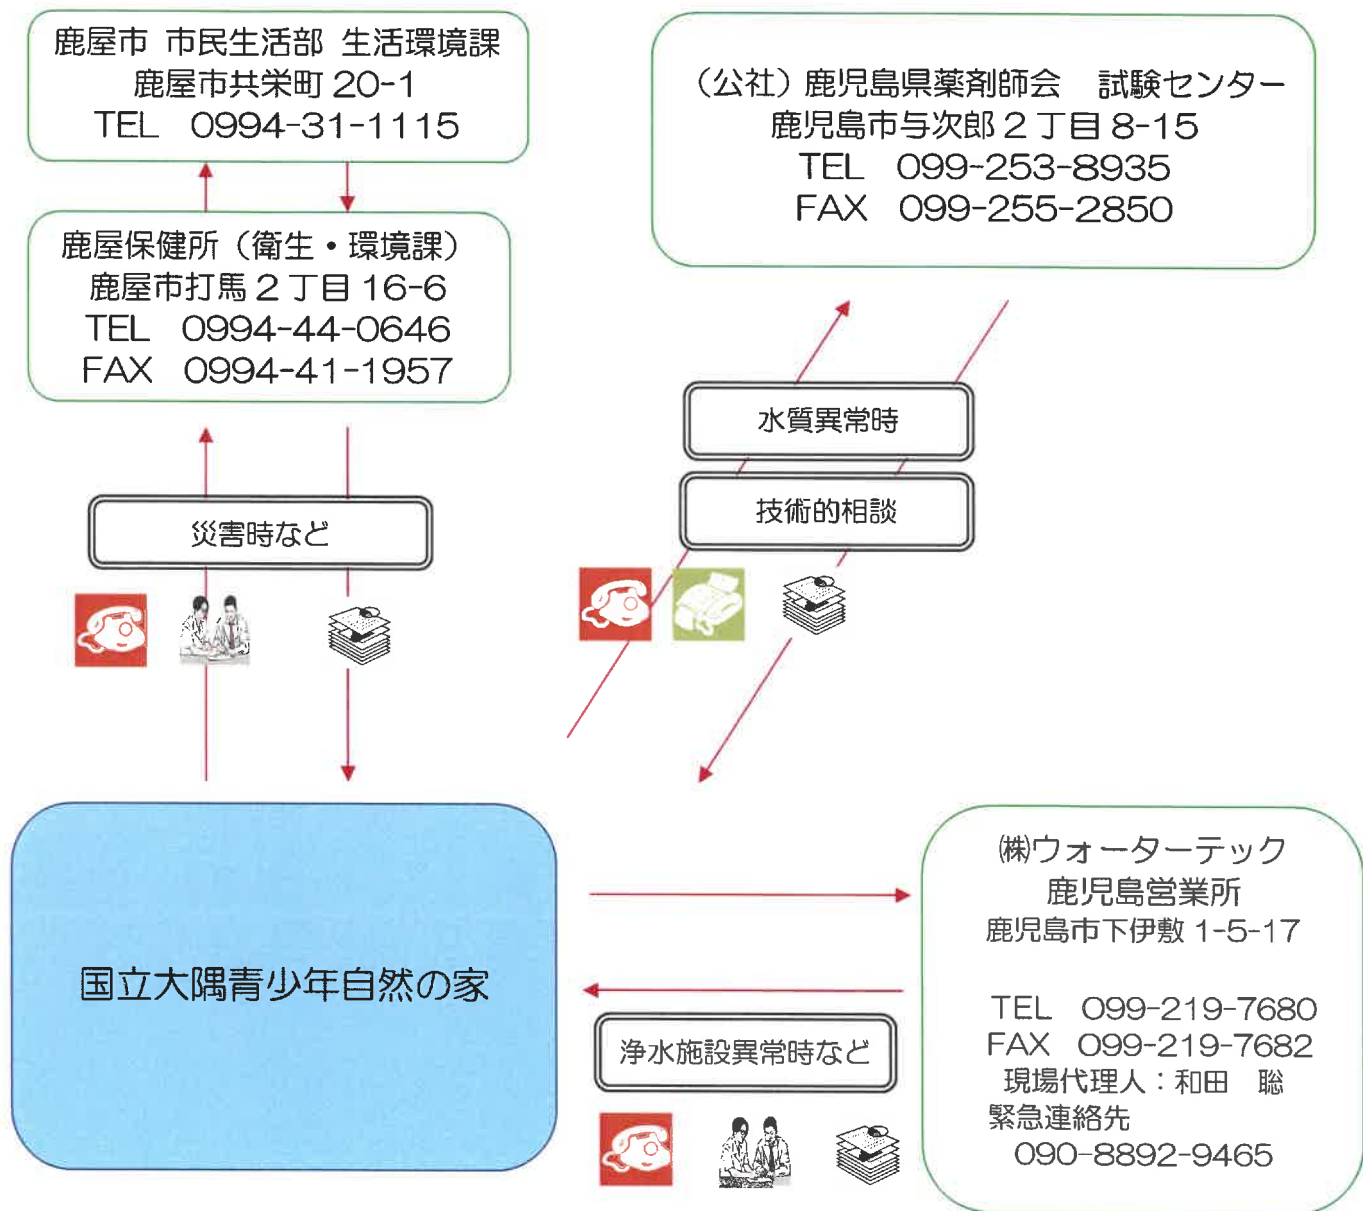 鹿屋市 市民生活部 生活環境課
鹿屋市共栄町 20-1
TEL 0994-31-1115
鹿屋保健所（衛生・環境課）
鹿屋市打馬 2 丁目 16-6
TEL 0994-44-0646
FAX 0994-41-1957
（公社）鹿児島県薬剤師会 試験センター
鹿児島市与次郎 2 丁目 8-15
TEL 099-253-8935
FAX 099-255-2850
水質異常時
技術的相談
災害時など
国立大隅青少年自然の家
浄水施設異常時など
㈱ウォーターテック
鹿児島営業所
鹿児島市下伊敷 1-5-17
TEL 099-219-7680
FAX 099-219-7682
現場代理人：和田 聡
緊急連絡先
090-8892-9465